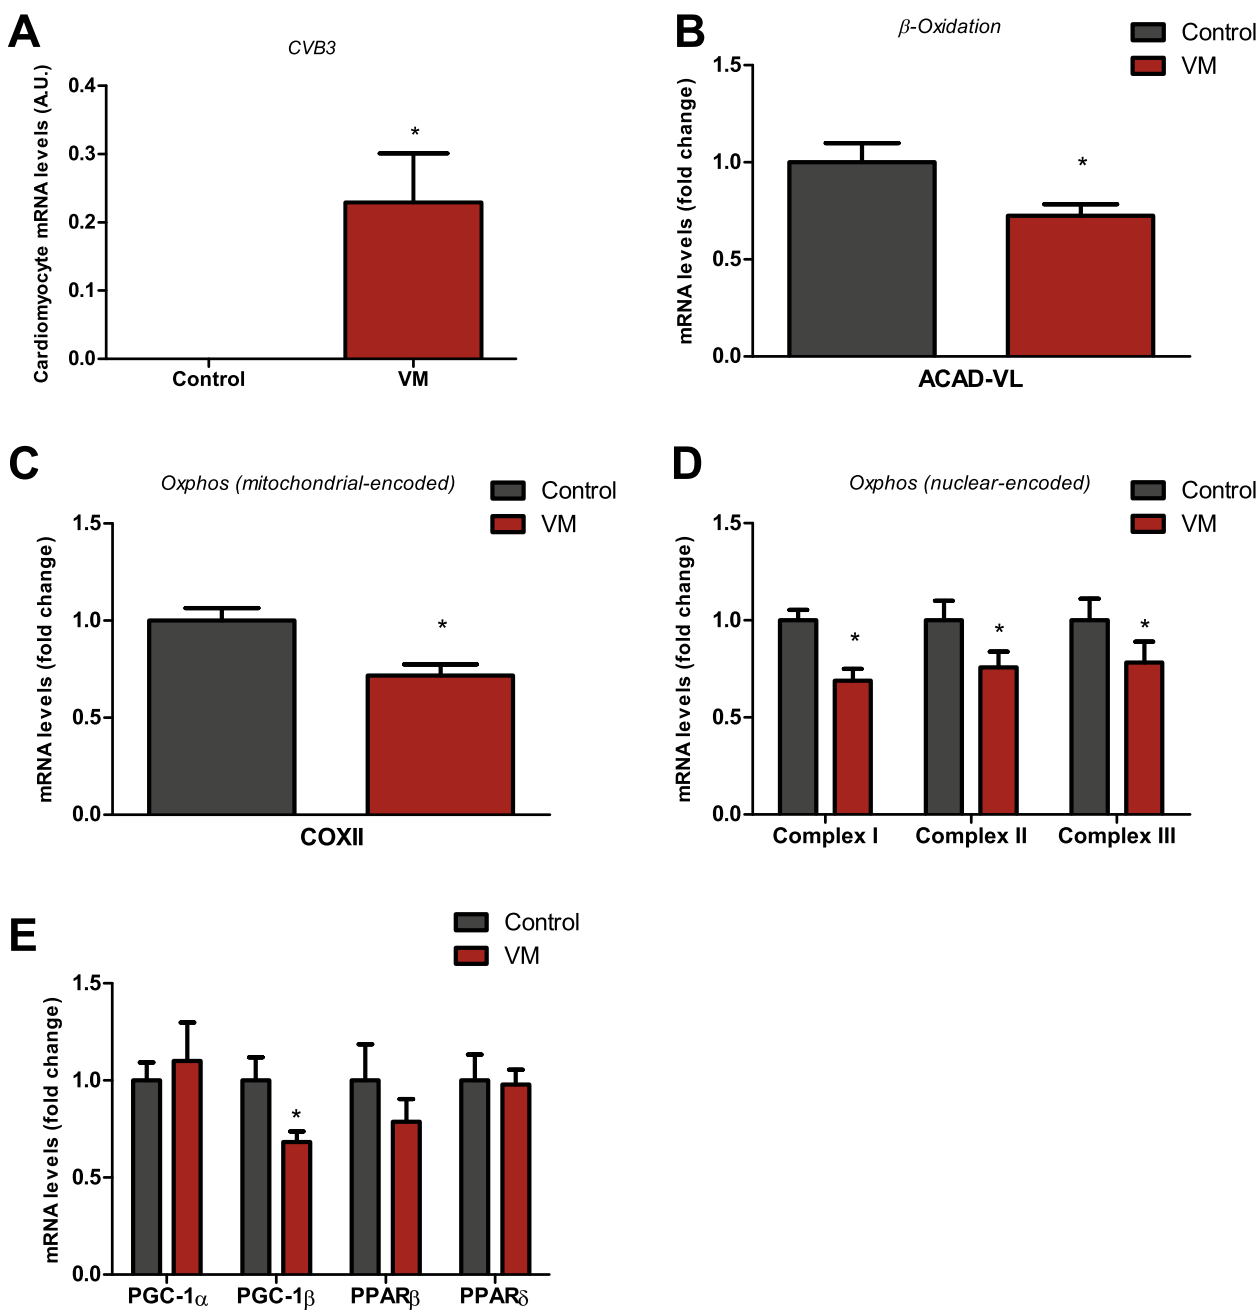 A
CVB3
Cardiomyocyte mRNA levels (A.U.)
0.4
0.3
0.2
0.1
0.0
*
Control
VM
B
β-Oxidation
Control
VM
mRNA levels (fold change)
1.5
1.0
0.5
0.0
*
ACAD-VL
C
Oxphos (mitochondrial-encoded)
Control
VM
mRNA levels (fold change)
1.5
1.0
0.5
0.0
*
COXII
D
Oxphos (nuclear-encoded)
Control
VM
mRNA levels (fold change)
1.5
1.0
0.5
0.0
*
*
*
Complex I
Complex II
Complex III
E
Control
VM
mRNA levels (fold change)
1.5
1.0
0.5
0.0
*
PGC-1α
PGC-1β
PPARβ
PPARδ